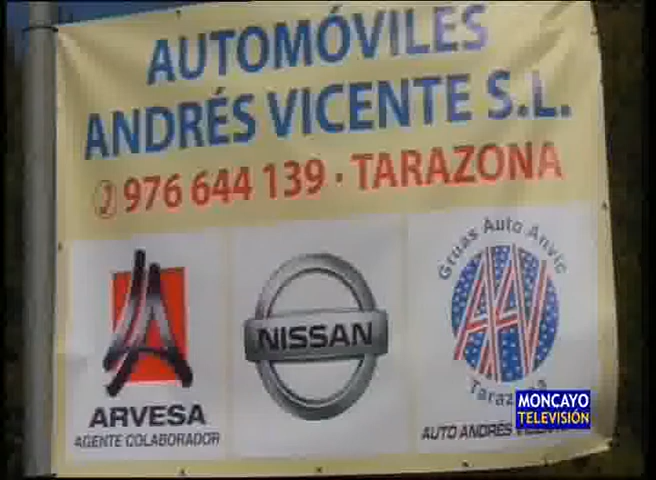 AUTOMÓVILES
ANDRÉS VICENTE S.L.
976 644 139 · TARAZONA
ARVESA
AGENTE COLABORADOR
NISSAN
Gruas Auto Anvic
Tarazona
AUTO ANDRÉS
MONCAYO
TELEVISIÓN